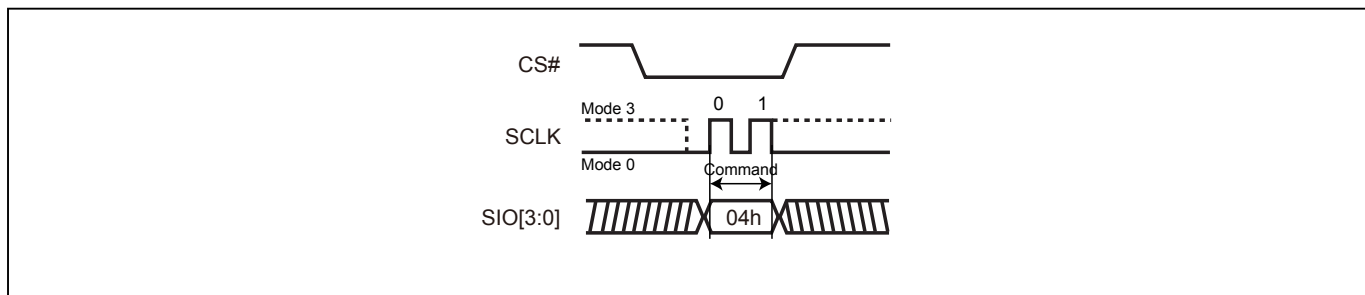 CS#
Mode 3
0 1
SCLK
Mode 0
Command
SIO[3:0]
04h